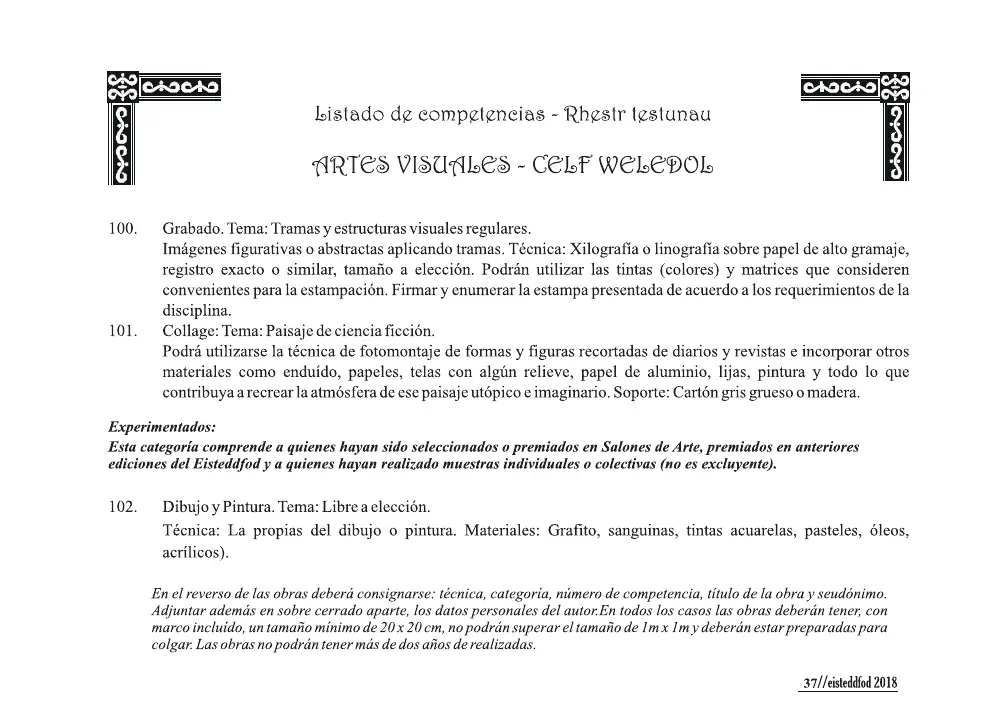 Listado de competencias - Rhestr testunau
ARTES VISUALES - CELF WELEDOL
100. Grabado. Tema: Tramas y estructuras visuales regulares.
Imágenes figurativas o abstractas aplicando tramas. Técnica: Xilografía o linografía sobre papel de alto gramaje,
registro exacto o similar, tamaño a elección. Podrán utilizar las tintas (colores) y matrices que consideren
convenientes para la estampación. Firmar y enumerar la estampa presentada de acuerdo a los requerimientos de la
disciplina.
101. Collage: Tema: Paisaje de ciencia ficción.
Podrá utilizarse la técnica de fotomontaje de formas y figuras recortadas de diarios y revistas e incorporar otros
materiales como enduído, papeles, telas con algún relieve, papel de aluminio, lijas, pintura y todo lo que
contribuya a recrear la atmósfera de ese paisaje utópico e imaginario. Soporte: Cartón gris grueso o madera.
Experimentados:
Esta categoría comprende a quienes hayan sido seleccionados o premiados en Salones de Arte, premiados en anteriores
ediciones del Eisteddfod y a quienes hayan realizado muestras individuales o colectivas (no es excluyente).
102. Dibujo y Pintura. Tema: Libre a elección.
Técnica: La propias del dibujo o pintura. Materiales: Grafito, sanguinas, tintas acuarelas, pasteles, óleos,
acrílicos).
En el reverso de las obras deberá consignarse: técnica, categoría, número de competencia, título de la obra y seudónimo.
Adjuntar además en sobre cerrado aparte, los datos personales del autor.En todos los casos las obras deberán tener, con
marco incluído, un tamaño mínimo de 20 x 20 cm, no podrán superar el tamaño de 1m x 1m y deberán estar preparadas para
colgar. Las obras no podrán tener más de dos años de realizadas.
37//eisteddfod 2018